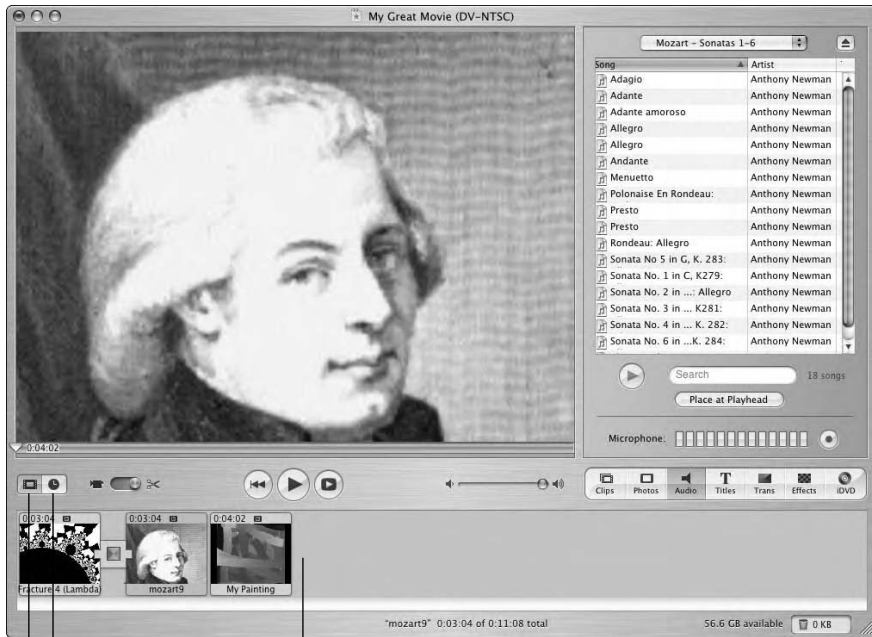 My Great Movie (DV-NTSC)
Mozart – Sonatas 1–6
Song Artist
Adagio Anthony Newman
Adante Anthony Newman
Adante amoroso Anthony Newman
Allegro Anthony Newman
Allegro Anthony Newman
Andante Anthony Newman
Menuetto Anthony Newman
Polonaise En Rondeau: Anthony Newman
Presto Anthony Newman
Presto Anthony Newman
Rondeau: Allegro Anthony Newman
Sonata No 5 in G, K. 283: Anthony Newman
Sonata No. 1 in C, K279: Anthony Newman
Sonata No. 2 in ...: Allegro Anthony Newman
Sonata No. 3 in ... K281: Anthony Newman
Sonata No. 4 in ... K. 282: Anthony Newman
Sonata No. 6 in ...K. 284: Anthony Newman
Search 18 songs
Place at Playhead
Microphone:
0:04:02
Clips Photos Audio Titles Trans Effects iDVD
0:03:04 0:03:04 0:04:02
Fracture 4 (Lambda) mozart9 My Painting
"mozart9" 0:03:04 of 0:11:08 total 56.6 GB available 0 KB